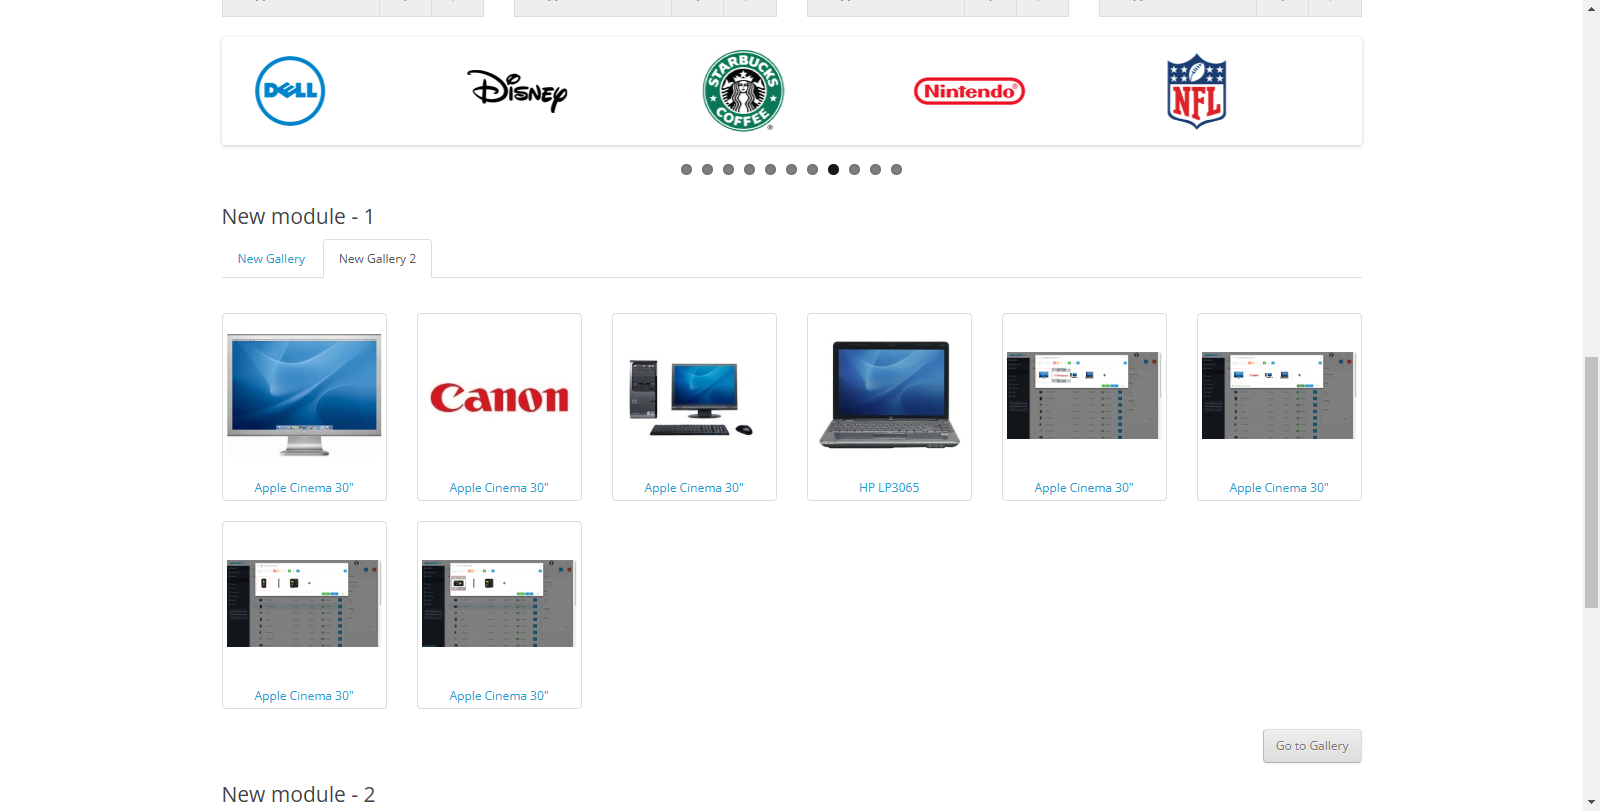 DELL
Disney
STARBUCKS
COFFEE
®
Nintendo®
NFL
New module - 1
New Gallery
New Gallery 2
Canon
Apple Cinema 30"
Apple Cinema 30"
Apple Cinema 30"
HP LP3065
Apple Cinema 30"
Apple Cinema 30"
Apple Cinema 30"
Apple Cinema 30"
Go to Gallery
New module - 2